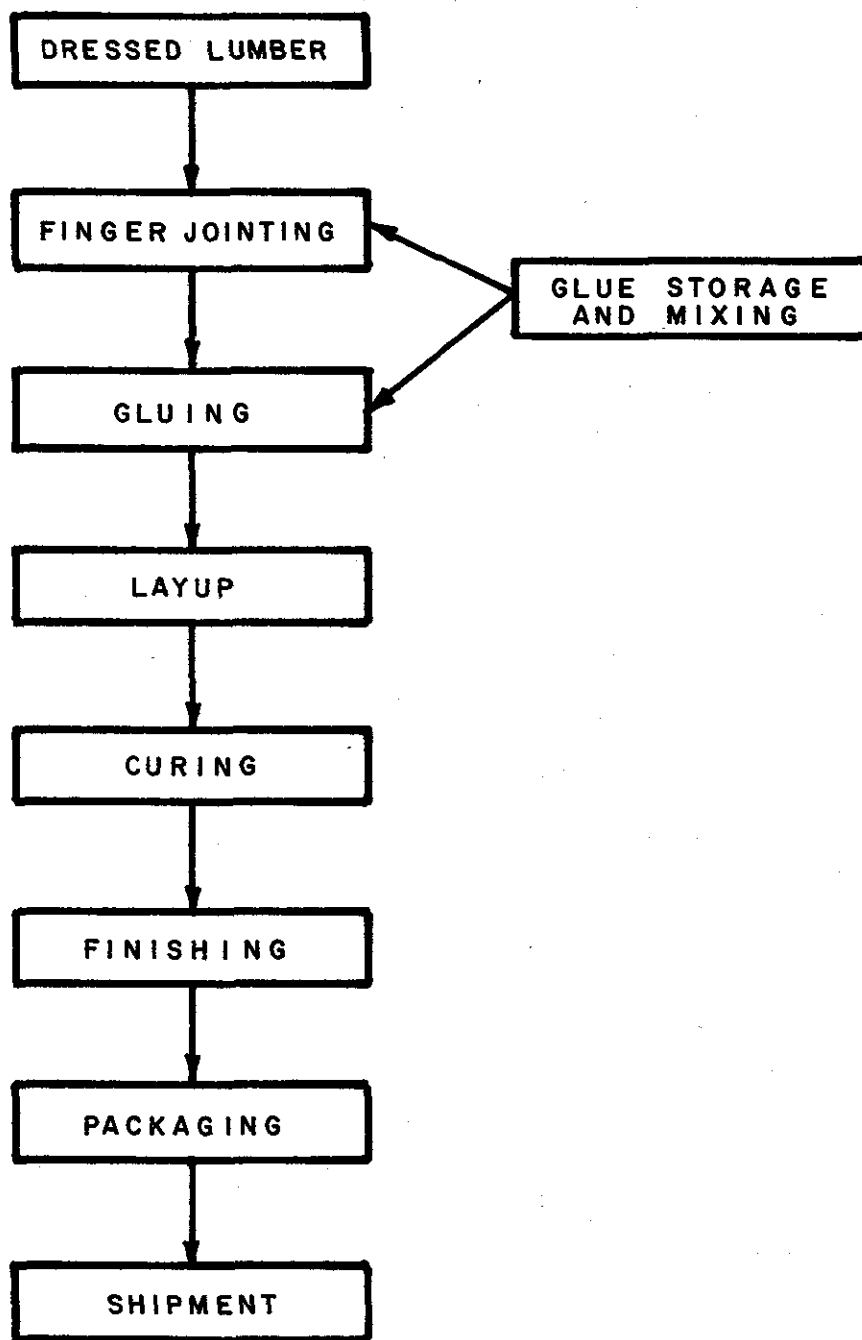 DRESSED LUMBER
FINGER JOINTING
GLUE STORAGE
AND MIXING
GLUING
LAYUP
CURING
FINISHING
PACKAGING
SHIPMENT